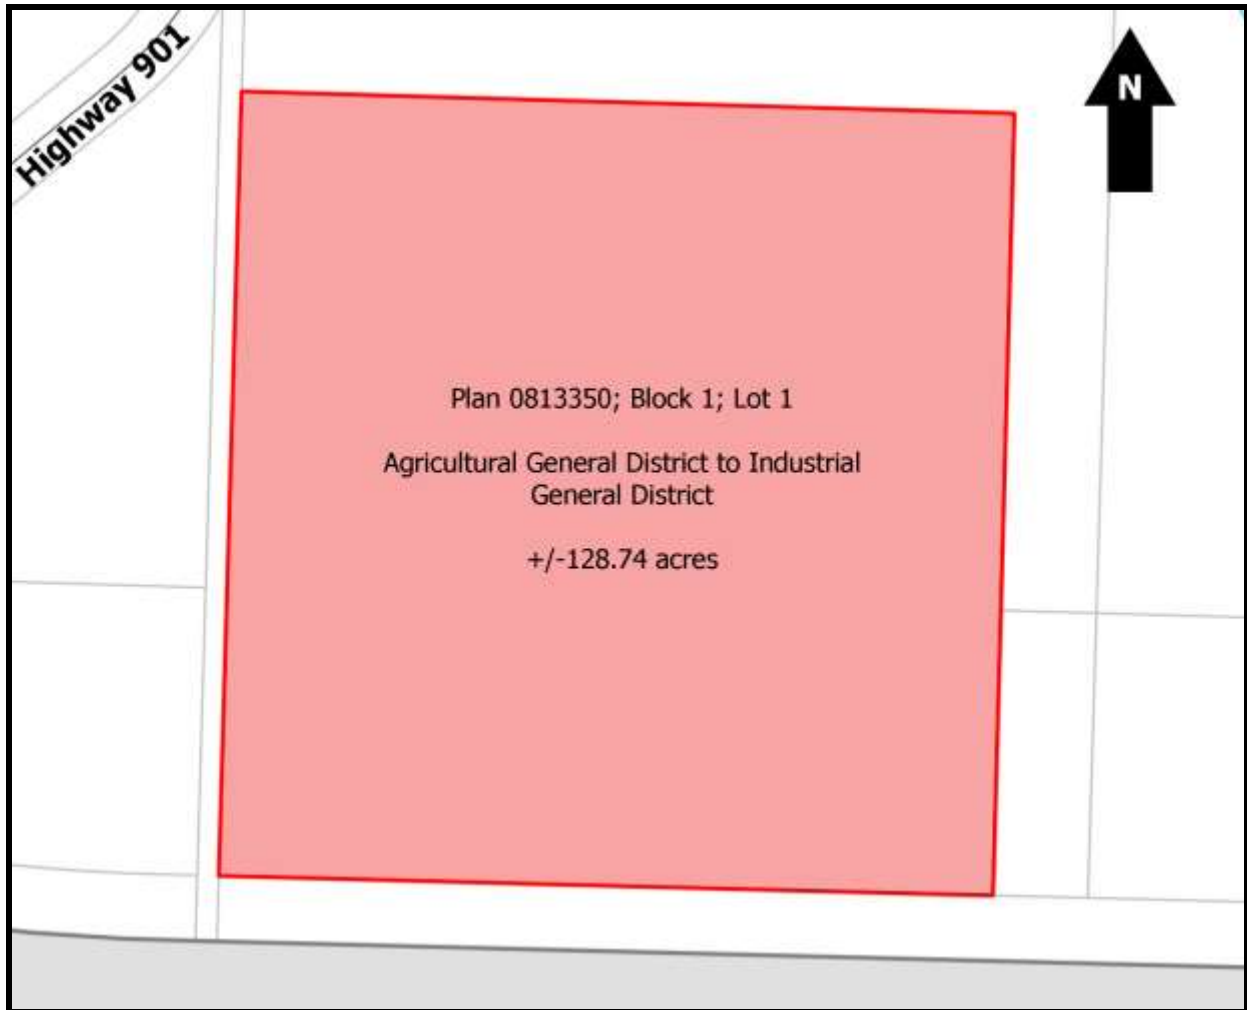 Highway 901
N
Plan 0813350; Block 1; Lot 1
Agricultural General District to Industrial
General District
+/-128.74 acres